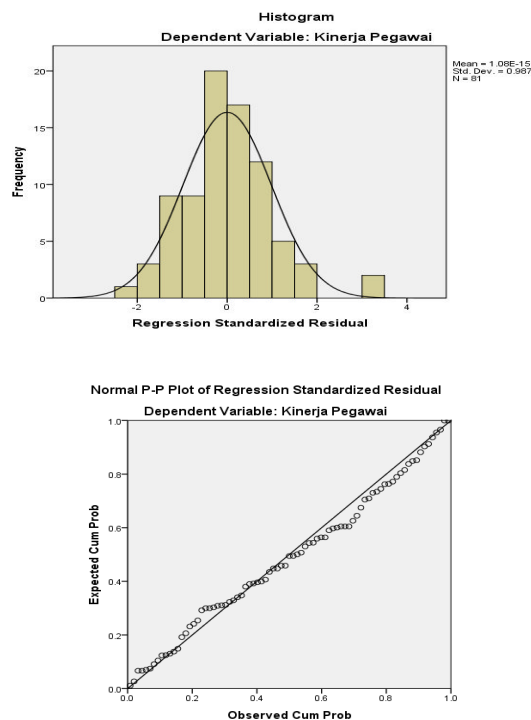 Histogram
Dependent Variable: Kinerja Pegawai
Mean = 1.08E-15
Std. Dev. = 0.987
N = 81
Frequency
20
15
10
5
0
-2
0
2
4
Regression Standardized Residual
Normal P-P Plot of Regression Standardized Residual
Dependent Variable: Kinerja Pegawai
Expected Cum Prob
1.0
0.8
0.6
0.4
0.2
0.0
0.0
0.2
0.4
0.6
0.8
1.0
Observed Cum Prob